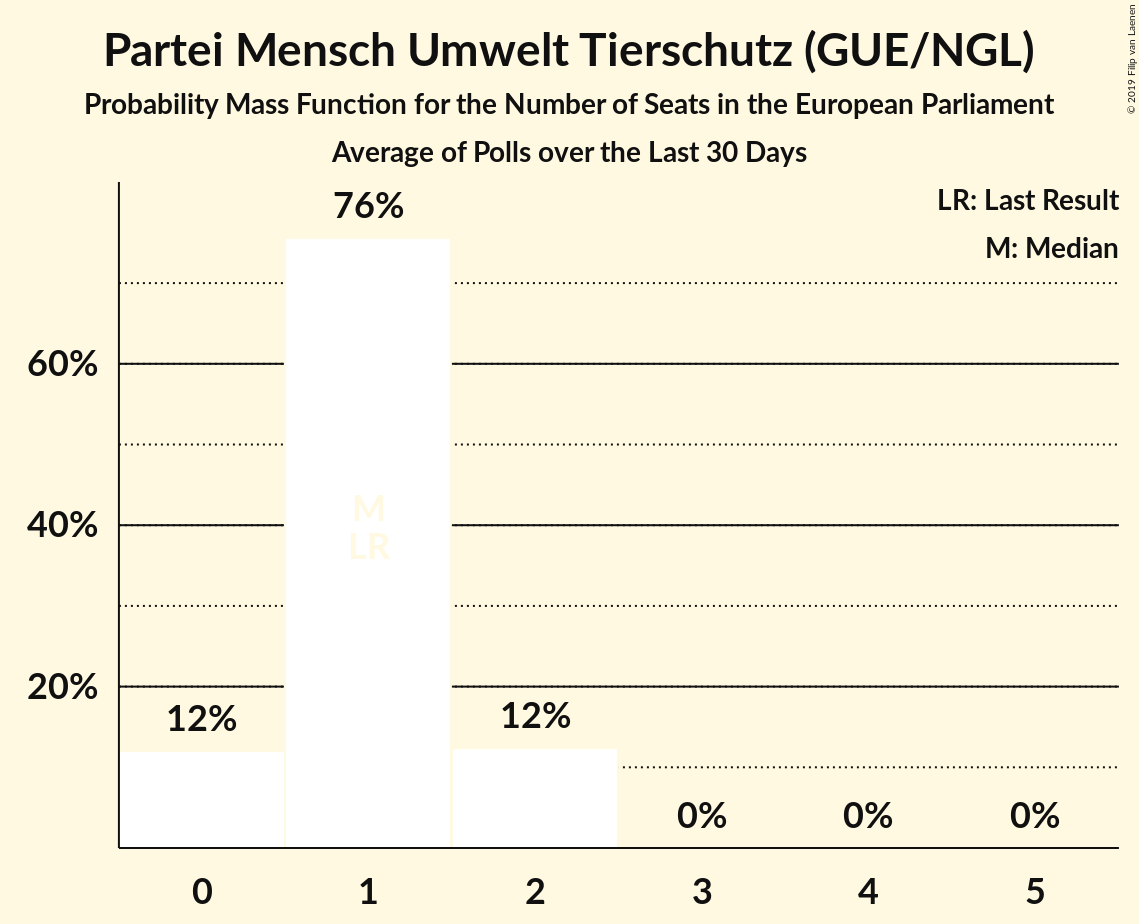 Partei Mensch Umwelt Tierschutz (GUE/NGL)
Probability Mass Function for the Number of Seats in the European Parliament
Average of Polls over the Last 30 Days
© 2019 Filip van Laenen
LR: Last Result
M: Median
76%
60%
40%
20%
M
LR
12%
12%
0%
0%
0%
0
1
2
3
4
5